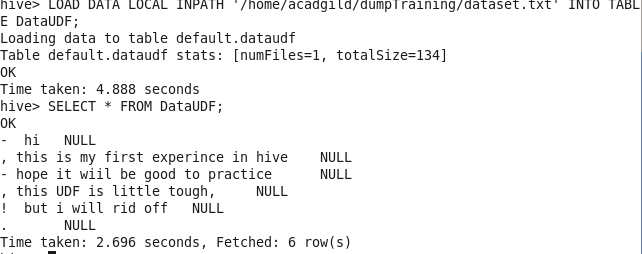 hive> LOAD DATA LOCAL INPATH '/home/acadgild/dumpTraining/dataset.txt' INTO TABL
E DataUDF;
Loading data to table default.dataudf
Table default.dataudf stats: [numFiles=1, totalSize=134]
OK
Time taken: 4.888 seconds
hive> SELECT * FROM DataUDF;
OK
-  hi   NULL
, this is my first experince in hive    NULL
- hope it wiil be good to practice      NULL
, this UDF is little tough,     NULL
!  but i will rid off   NULL
.       NULL
Time taken: 2.696 seconds, Fetched: 6 row(s)